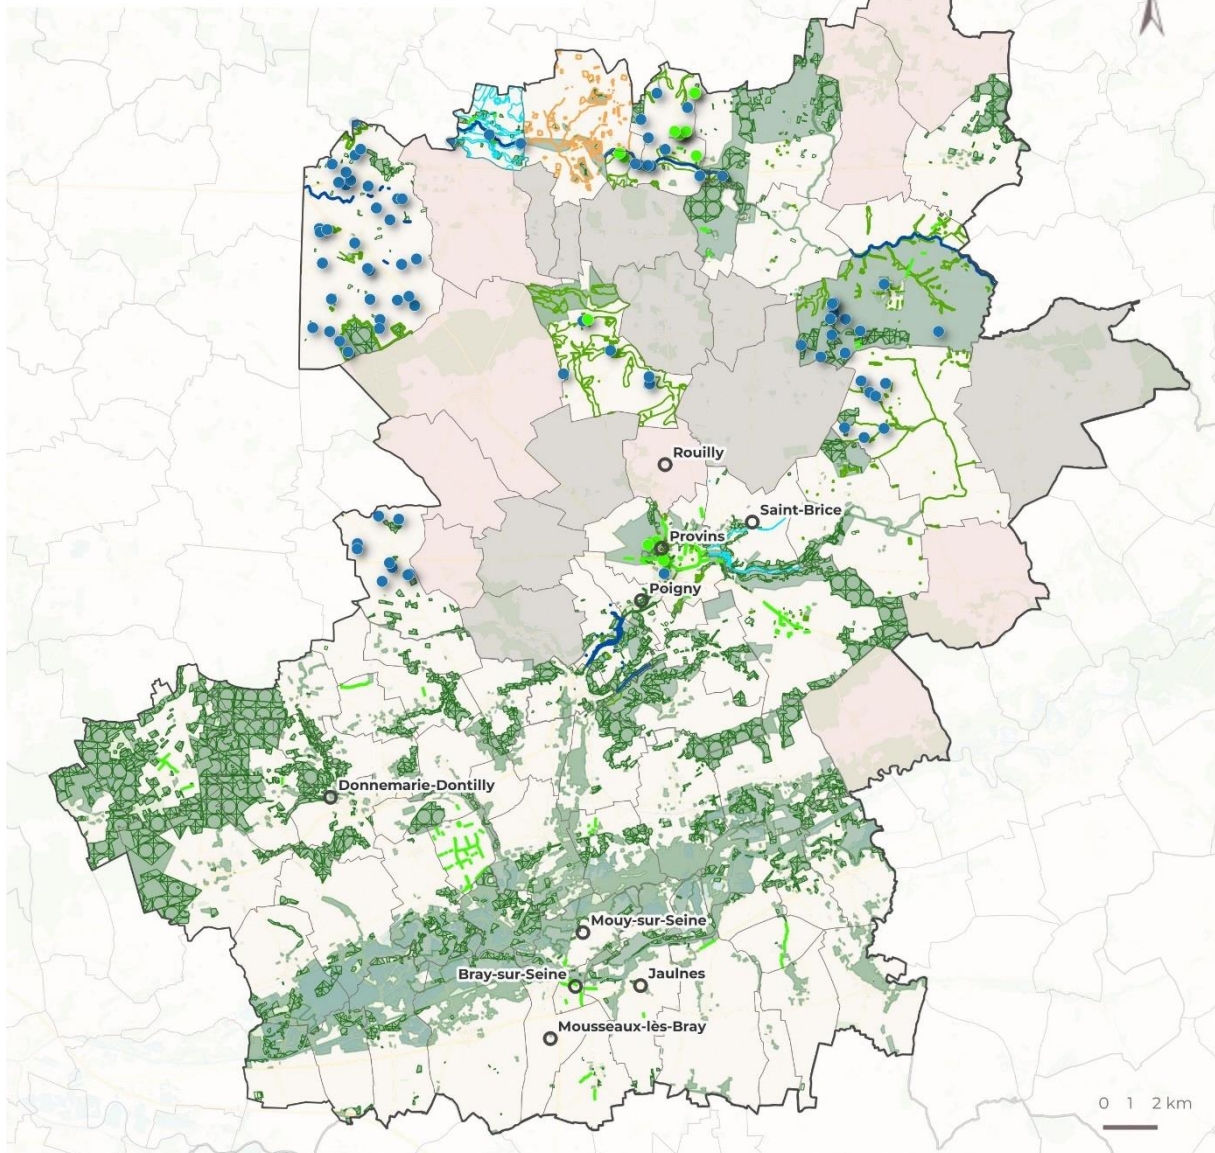 Rouilly
Saint-Brice
Provins
Poigny
Donnemarie-Dontilly
Mouy-sur-Seine
Bray-sur-Seine
Jaulnes
Mousseaux-lès-Bray
0 1 2 km